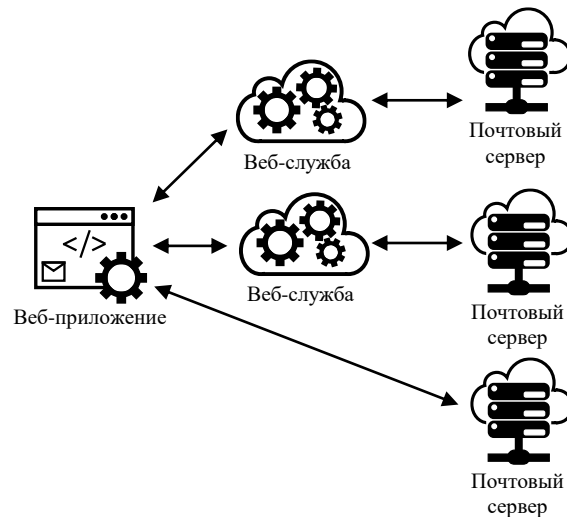 Почтовый
сервер
Веб-служба
</>
Веб-служба
Веб-приложение
Почтовый
сервер
Почтовый
сервер